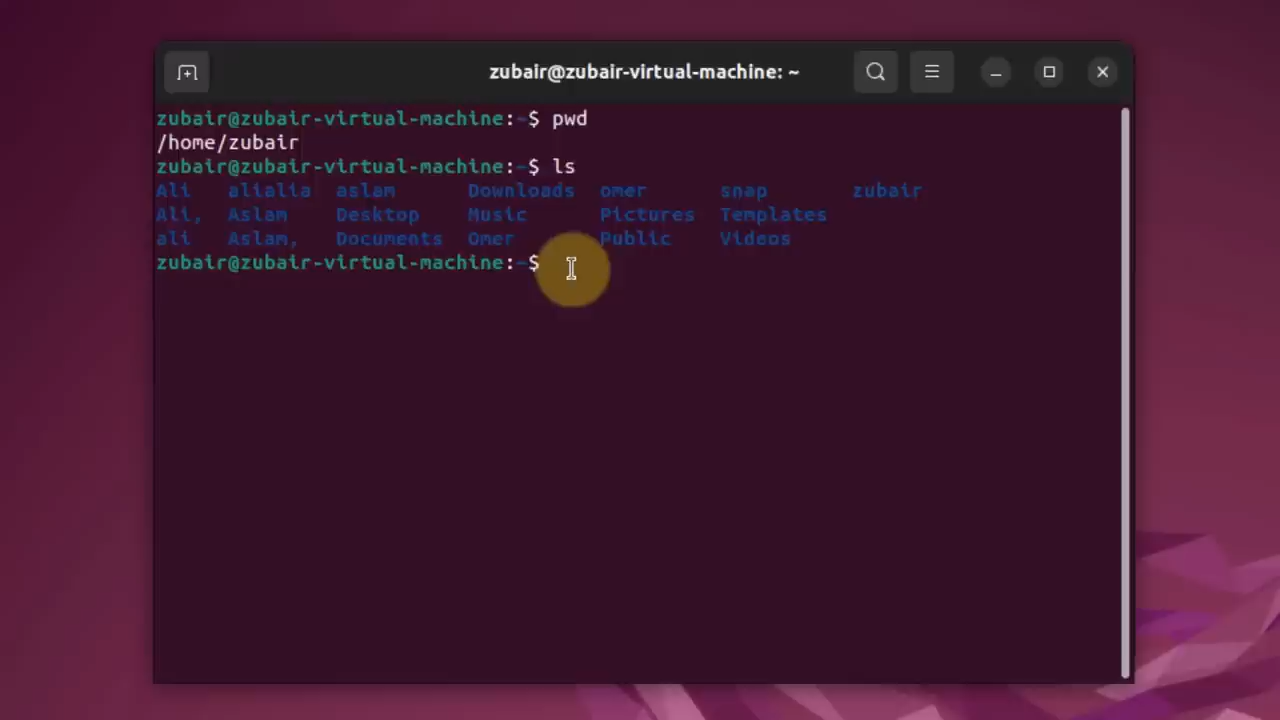 zubair@zubair-virtual-machine: ~
zubair@zubair-virtual-machine:~$ pwd
/home/zubair
zubair@zubair-virtual-machine:~$ ls
Ali alialia aslam Downloads omer snap zubair
Ali, Aslam Desktop Music Pictures Templates
ali Aslam, Documents Omer Public Videos
zubair@zubair-virtual-machine:~$